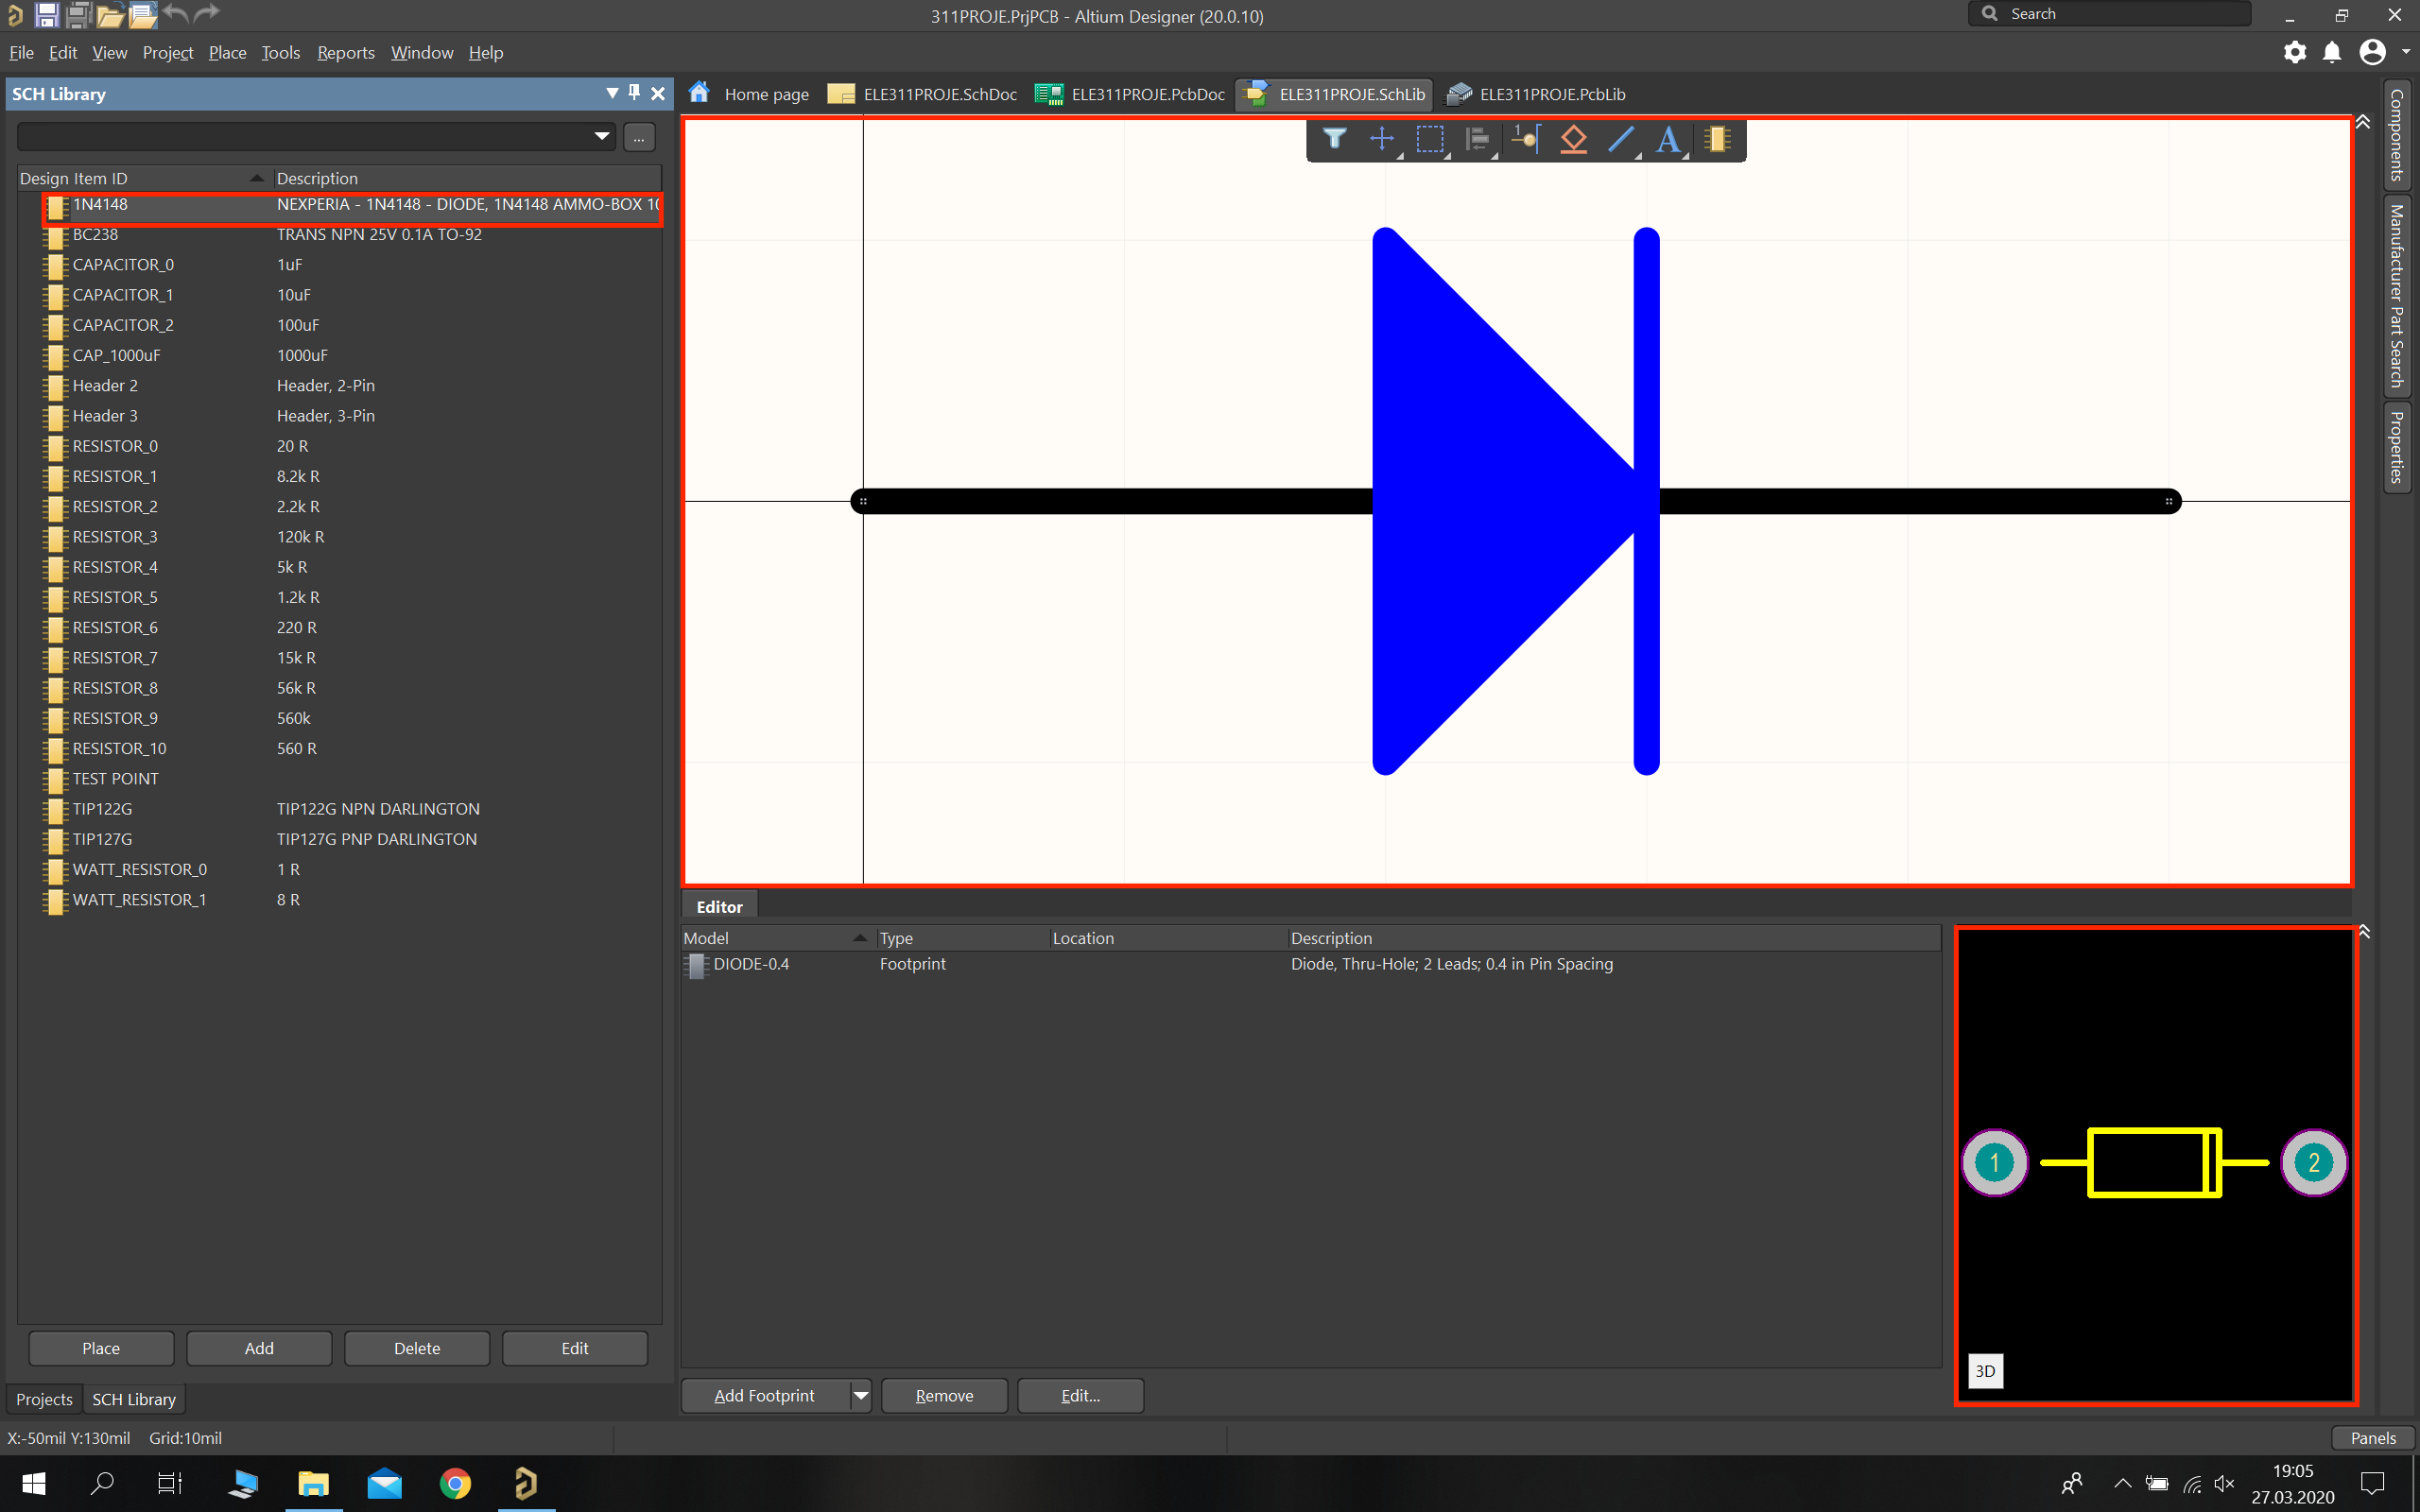 311PROJE.PrjPCB - Altium Designer (20.0.10)
Search
File Edit View Project Place Tools Reports Window Help
SCH Library
Home page ELE311PROJE.SchDoc ELE311PROJE.PcbDoc ELE311PROJE.SchLib ELE311PROJE.PcbLib
...
Design Item ID Description
1N4148 NEXPERIA - 1N4148 - DIODE, 1N4148 AMMO-BOX
BC238 TRANS NPN 25V 0.1A TO-92
CAPACITOR_0 1uF
CAPACITOR_1 10uF
CAPACITOR_2 100uF
CAP_1000uF 1000uF
Header 2 Header, 2-Pin
Header 3 Header, 3-Pin
RESISTOR_0 20 R
RESISTOR_1 8.2k R
RESISTOR_2 2.2k R
RESISTOR_3 120k R
RESISTOR_4 5k R
RESISTOR_5 1.2k R
RESISTOR_6 220 R
RESISTOR_7 15k R
RESISTOR_8 56k R
RESISTOR_9 560k
RESISTOR_10 560 R
TEST POINT
TIP122G TIP122G NPN DARLINGTON
TIP127G TIP127G PNP DARLINGTON
WATT_RESISTOR_0 1 R
WATT_RESISTOR_1 8 R
Place Add Delete Edit
Projects SCH Library
Components
Manufacturer Part Search
Properties
Editor
Model Type Location Description
DIODE-0.4 Footprint Diode, Thru-Hole; 2 Leads; 0.4 in Pin Spacing
1 2
3D
Add Footprint Remove Edit...
X:-50mil Y:130mil Grid:10mil
Panels
19:05
27.03.2020